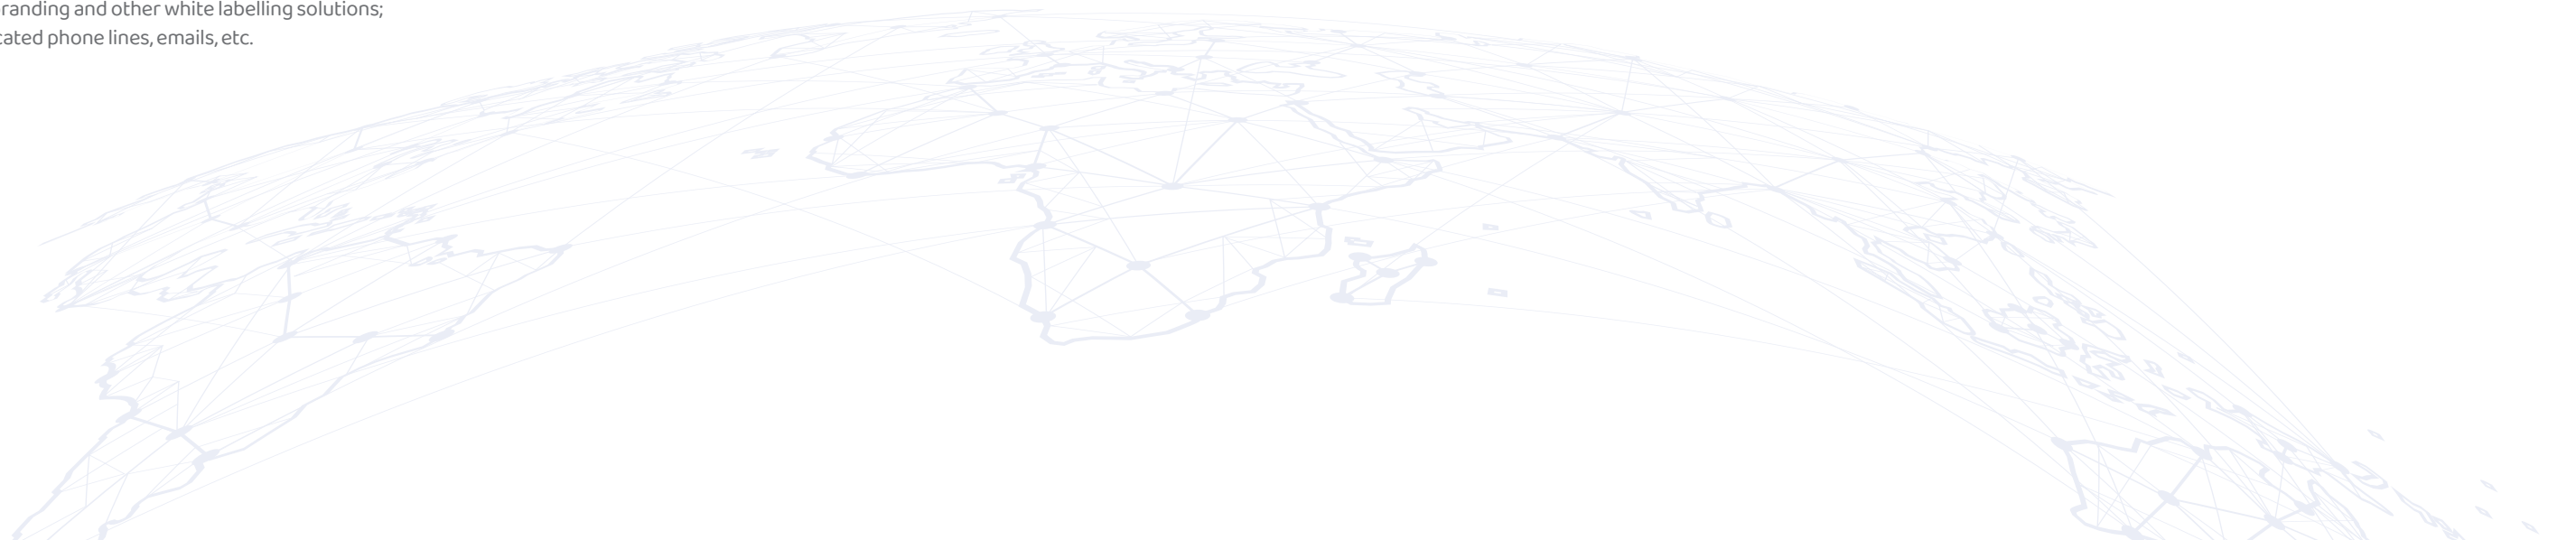 randing and other white labelling solutions;
cated phone lines, emails, etc.